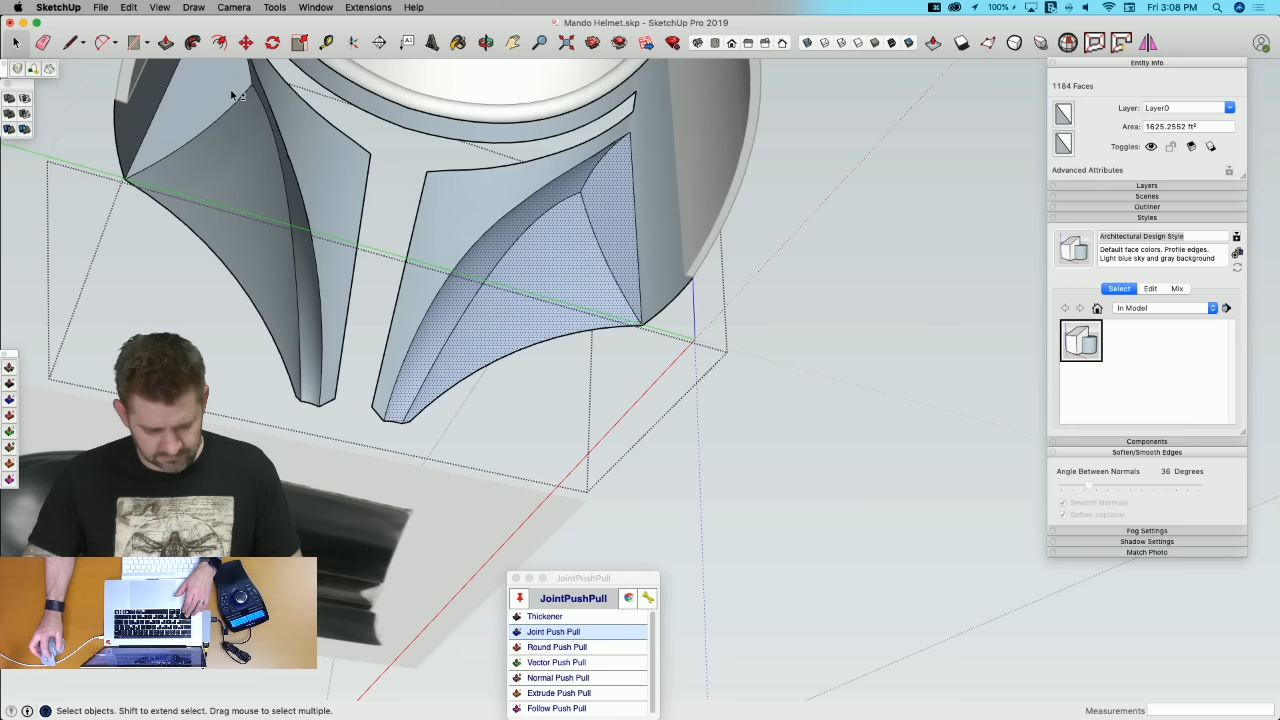 SketchUp File Edit View Draw Camera Tools Window Extensions Help
100% Fri 3:08 PM
Mando Helmet.skp - SketchUp Pro 2019
Entity Info
1184 Faces
Layer: Layer0
Area: 1625.2552 ft²
Toggles:
Advanced Attributes
Layers
Scenes
Outliner
Styles
Architectural Design Style
Default face colors. Profile edges. Light blue sky and gray background
Select Edit Mix
In Model
Components
Soften/Smooth Edges
Angle Between Normals 36 Degrees
Smooth Normals
Soften coplanar
Fog Settings
Shadow Settings
Match Photo
JointPushPull
JointPushPull
Thickener
Joint Push Pull
Round Push Pull
Vector Push Pull
Normal Push Pull
Extrude Push Pull
Follow Push Pull
Select objects. Shift to extend select. Drag mouse to select multiple.
Measurements